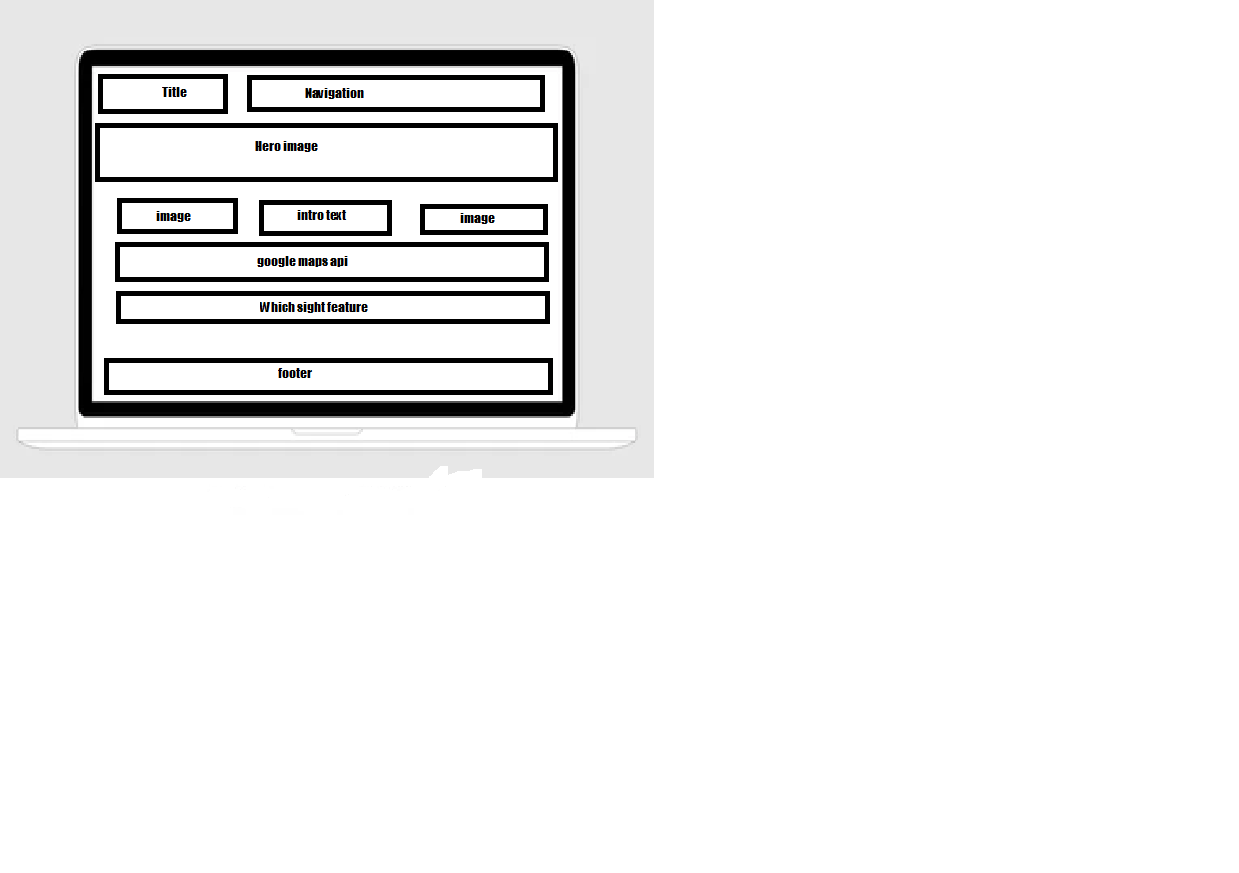 Title
Navigation
Hero image
image
intro text
image
google maps api
Which sight feature
footer